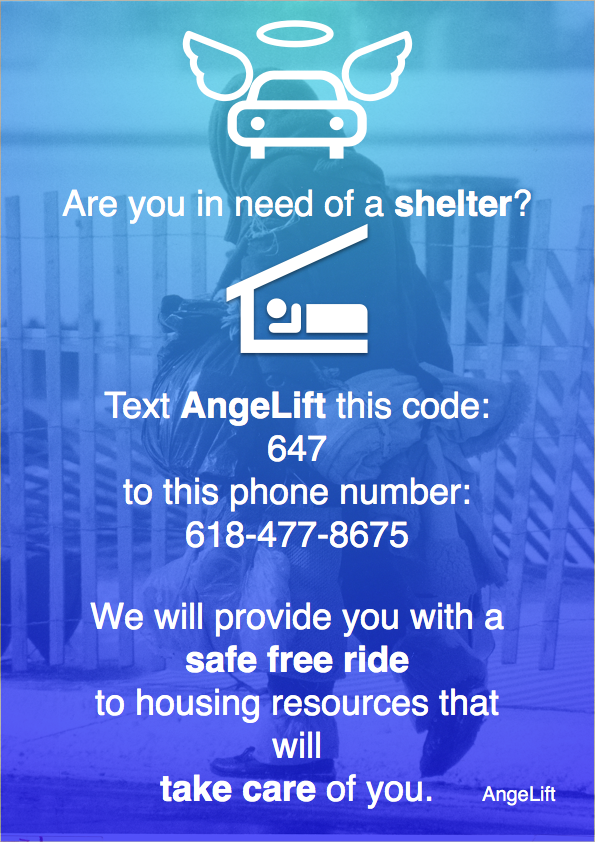 Are you in need of a shelter?
Text AngeLift this code:
647
to this phone number:
618-477-8675
We will provide you with a
safe free ride
to housing resources that
will
take care of you.
AngeLift